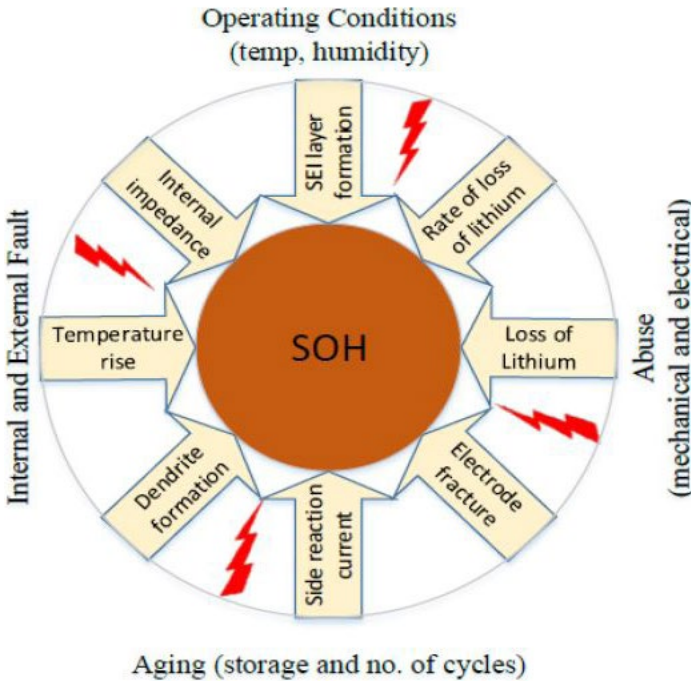 Operating Conditions
(temp, humidity)
SEI layer
formation
Internal
impedance
Rate of loss
of lithium
Internal and External Fault
Temperature
rise
SOH
Loss of
Lithium
Abuse
(mechanical and electrical)
Dendrite
formation
Side reaction
current
Electrode
fracture
Aging (storage and no. of cycles)